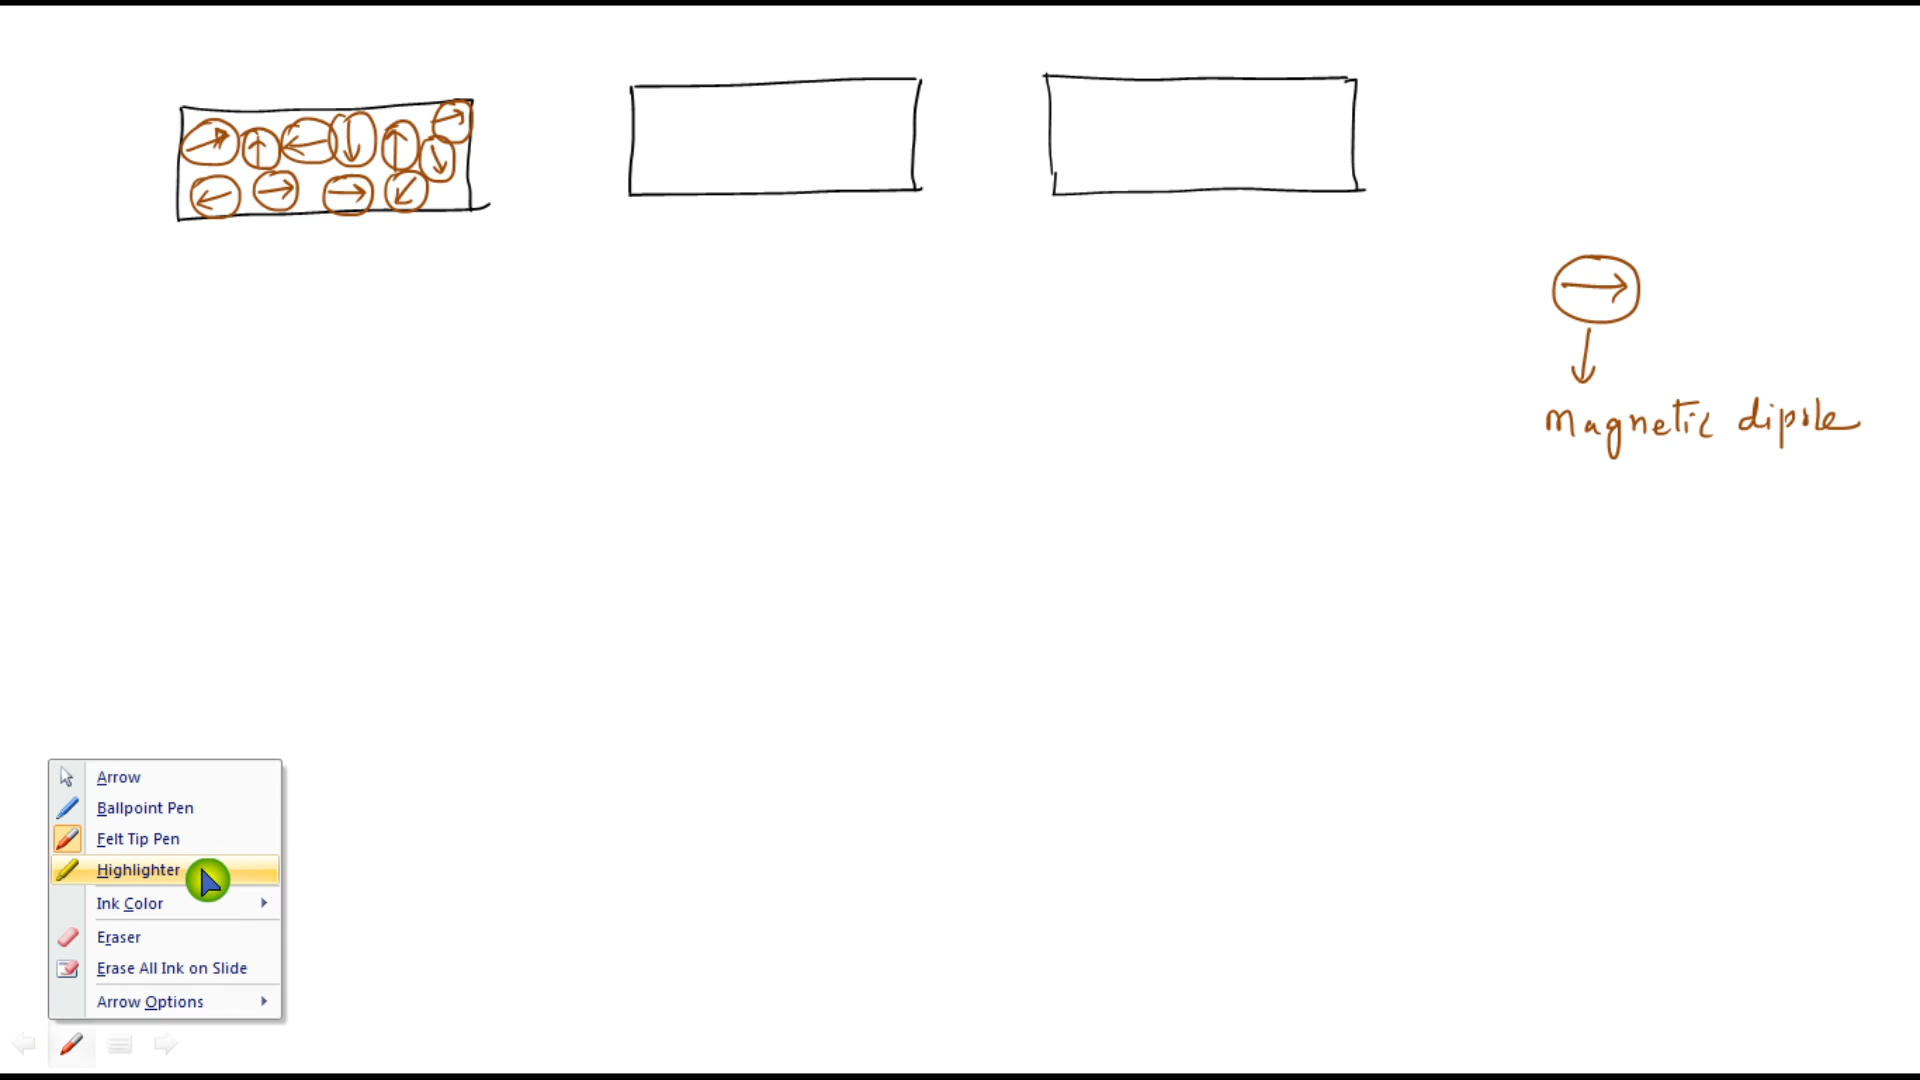 Magnetic dipole
Arrow
Ballpoint Pen
Felt Tip Pen
Highlighter
Ink Color
Eraser
Erase All Ink on Slide
Arrow Options